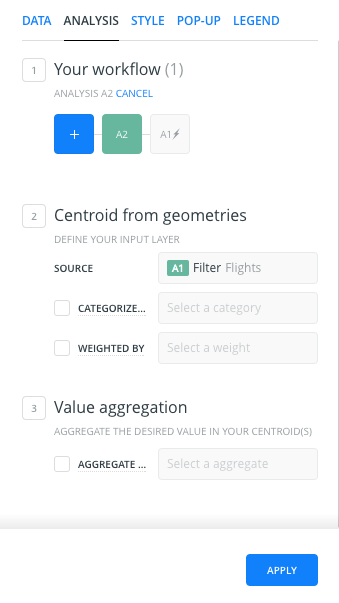 DATA ANALYSIS STYLE POP-UP LEGEND
1 Your workflow (1)
ANALYSIS A2 CANCEL
+ A2 A1
2 Centroid from geometries
DEFINE YOUR INPUT LAYER
SOURCE A1 Filter Flights
CATEGORIZE... Select a category
WEIGHTED BY Select a weight
3 Value aggregation
AGGREGATE THE DESIRED VALUE IN YOUR CENTROID(S)
AGGREGATE ... Select a aggregate
APPLY